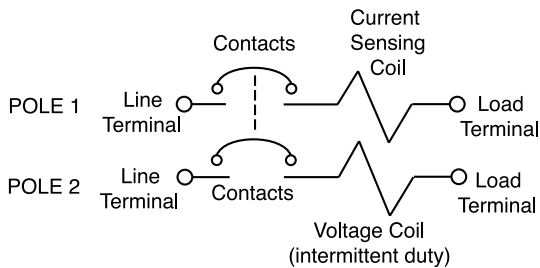 Current
Sensing
Coil
Contacts
POLE 1
Line
Terminal
Load
Terminal
POLE 2
Line
Terminal
Contacts
Load
Terminal
Voltage Coil
(intermittent duty)